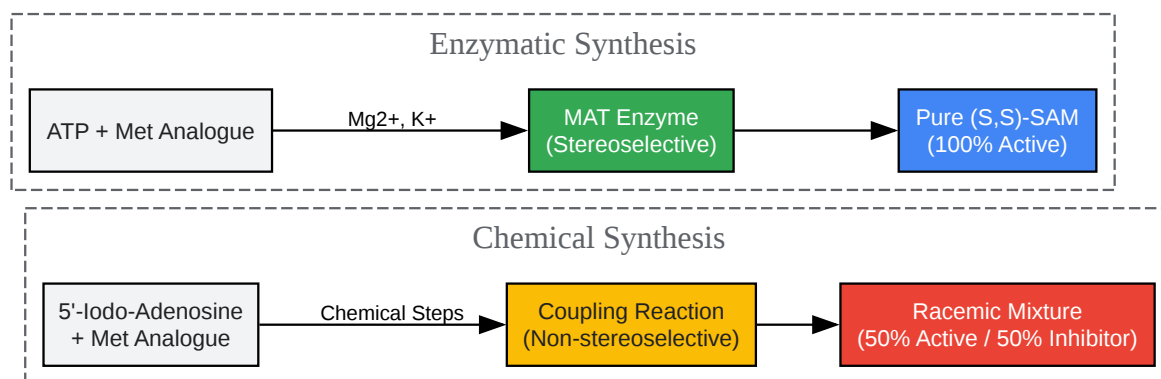 Enzymatic Synthesis
ATP + Met Analogue
Mg2+, K+
MAT Enzyme
(Stereoselective)
Pure (S,S)-SAM
(100% Active)
Chemical Synthesis
5'-Iodo-Adenosine
+ Met Analogue
Chemical Steps
Coupling Reaction
(Non-stereoselective)
Racemic Mixture
(50% Active / 50% Inhibitor)